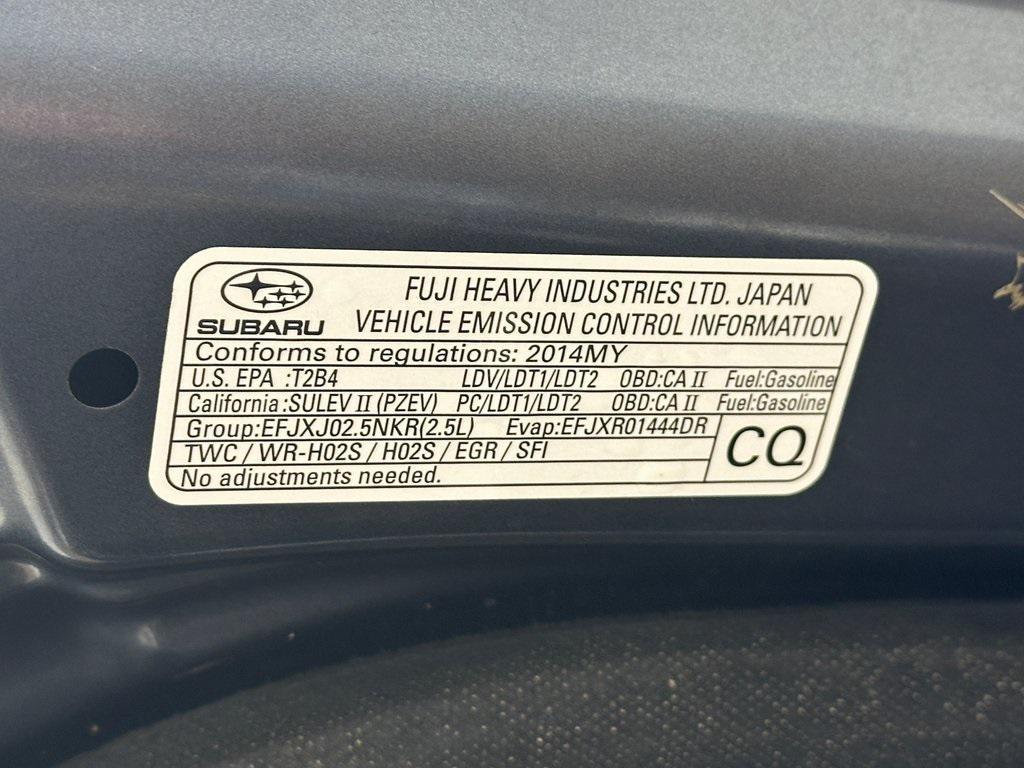 SUBARU
FUJI HEAVY INDUSTRIES LTD. JAPAN
VEHICLE EMISSION CONTROL INFORMATION
Conforms to regulations: 2014MY
U.S. EPA :T2B4 LDV/LDT1/LDT2 OBD:CA II Fuel:Gasoline
California:SULEV II (PZEV) PC/LDT1/LDT2 OBD:CA II Fuel:Gasoline
Group:EFJXJ02.5NKR(2.5L) Evap:EFJXR01444DR
TWC / WR-HO2S / HO2S / EGR / SFI
No adjustments needed.
CQ